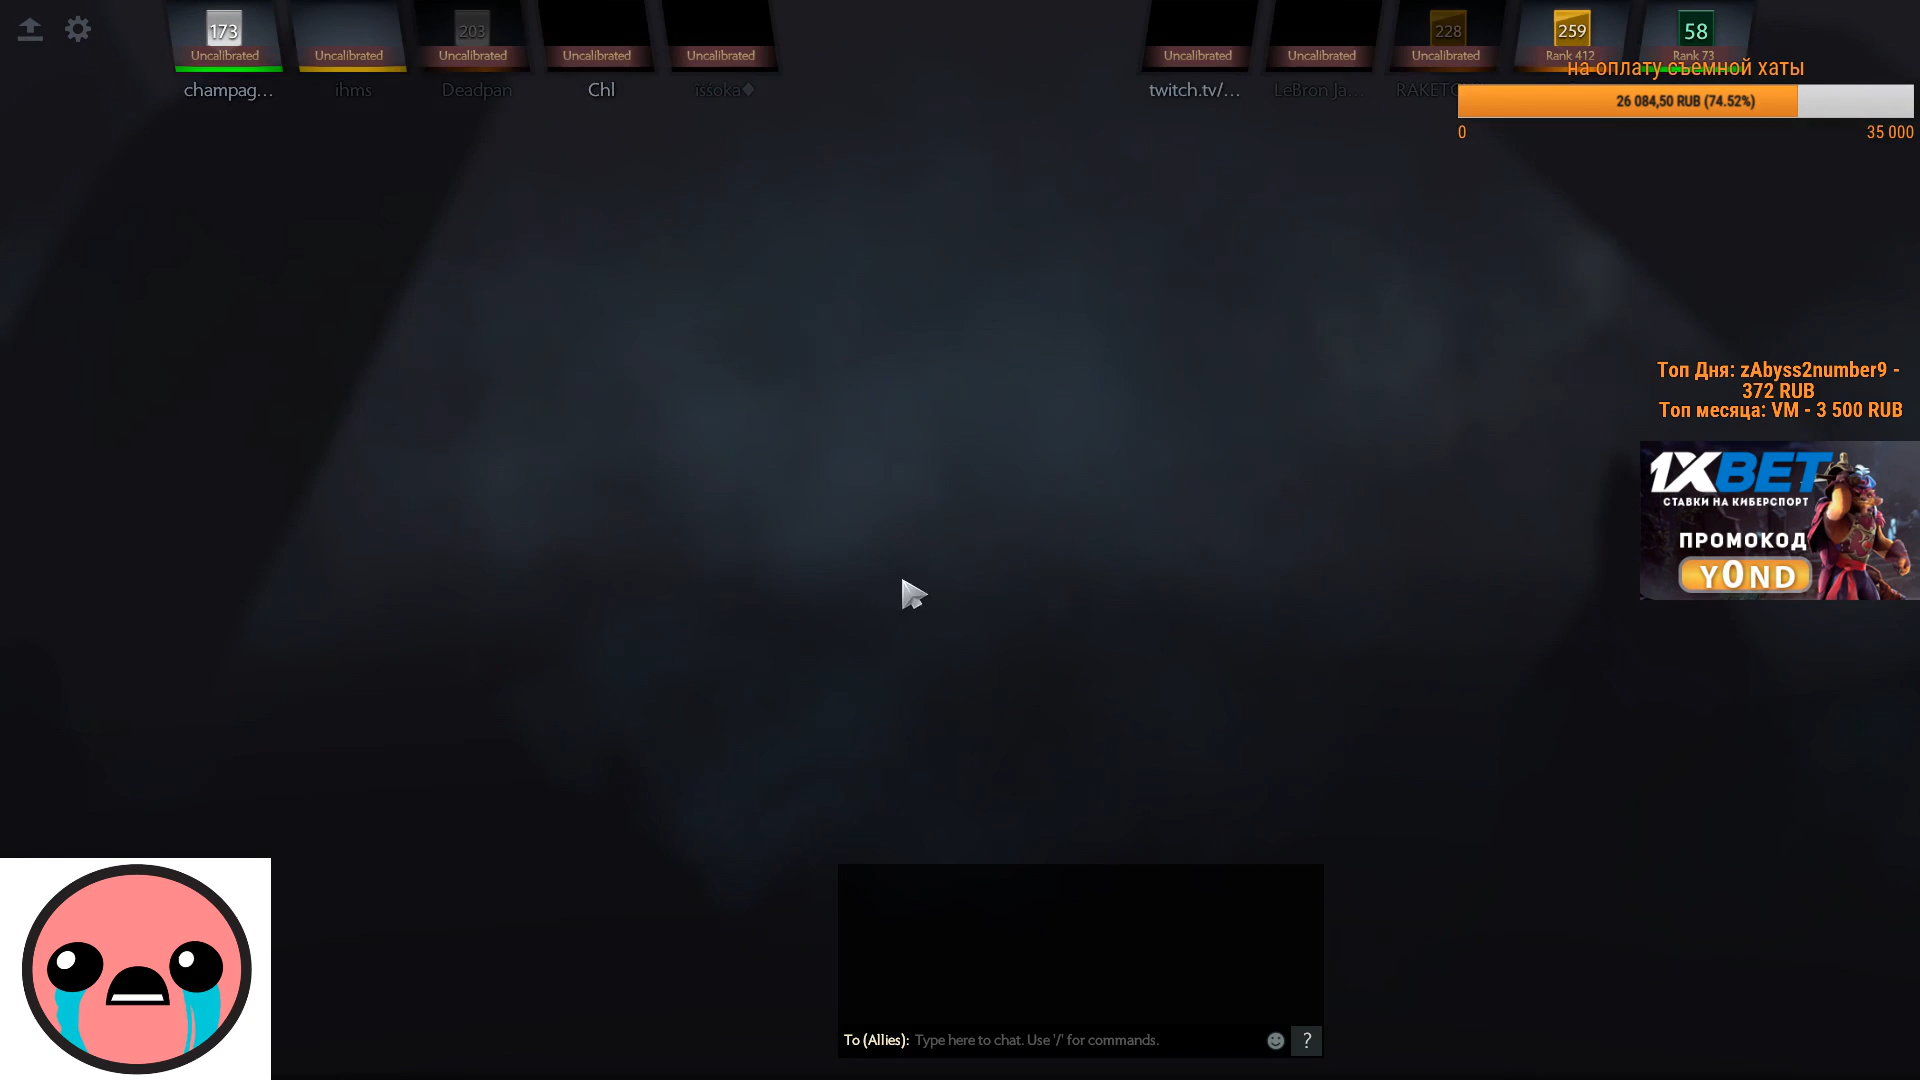 173
203
228
259
58
Uncalibrated
Uncalibrated
Uncalibrated
Uncalibrated
Uncalibrated
Uncalibrated
Uncalibrated
Uncalibrated
Rank 412
Rank 73
на оплату съемной хаты
champag...
ihms
Deadpan
Chl
issoka◆
twitch.tv/...
LeBron Ja...
26 084,50 RUB (74.52%)
0
35 000
Топ Дня: zAbyss2number9 -
372 RUB
Топ месяца: VM - 3 500 RUB
1XBET
СТАВКИ НА КИБЕРСПОРТ
ПРОМОКОД
Y0ND
To (Allies): Type here to chat. Use '/' for commands.
?